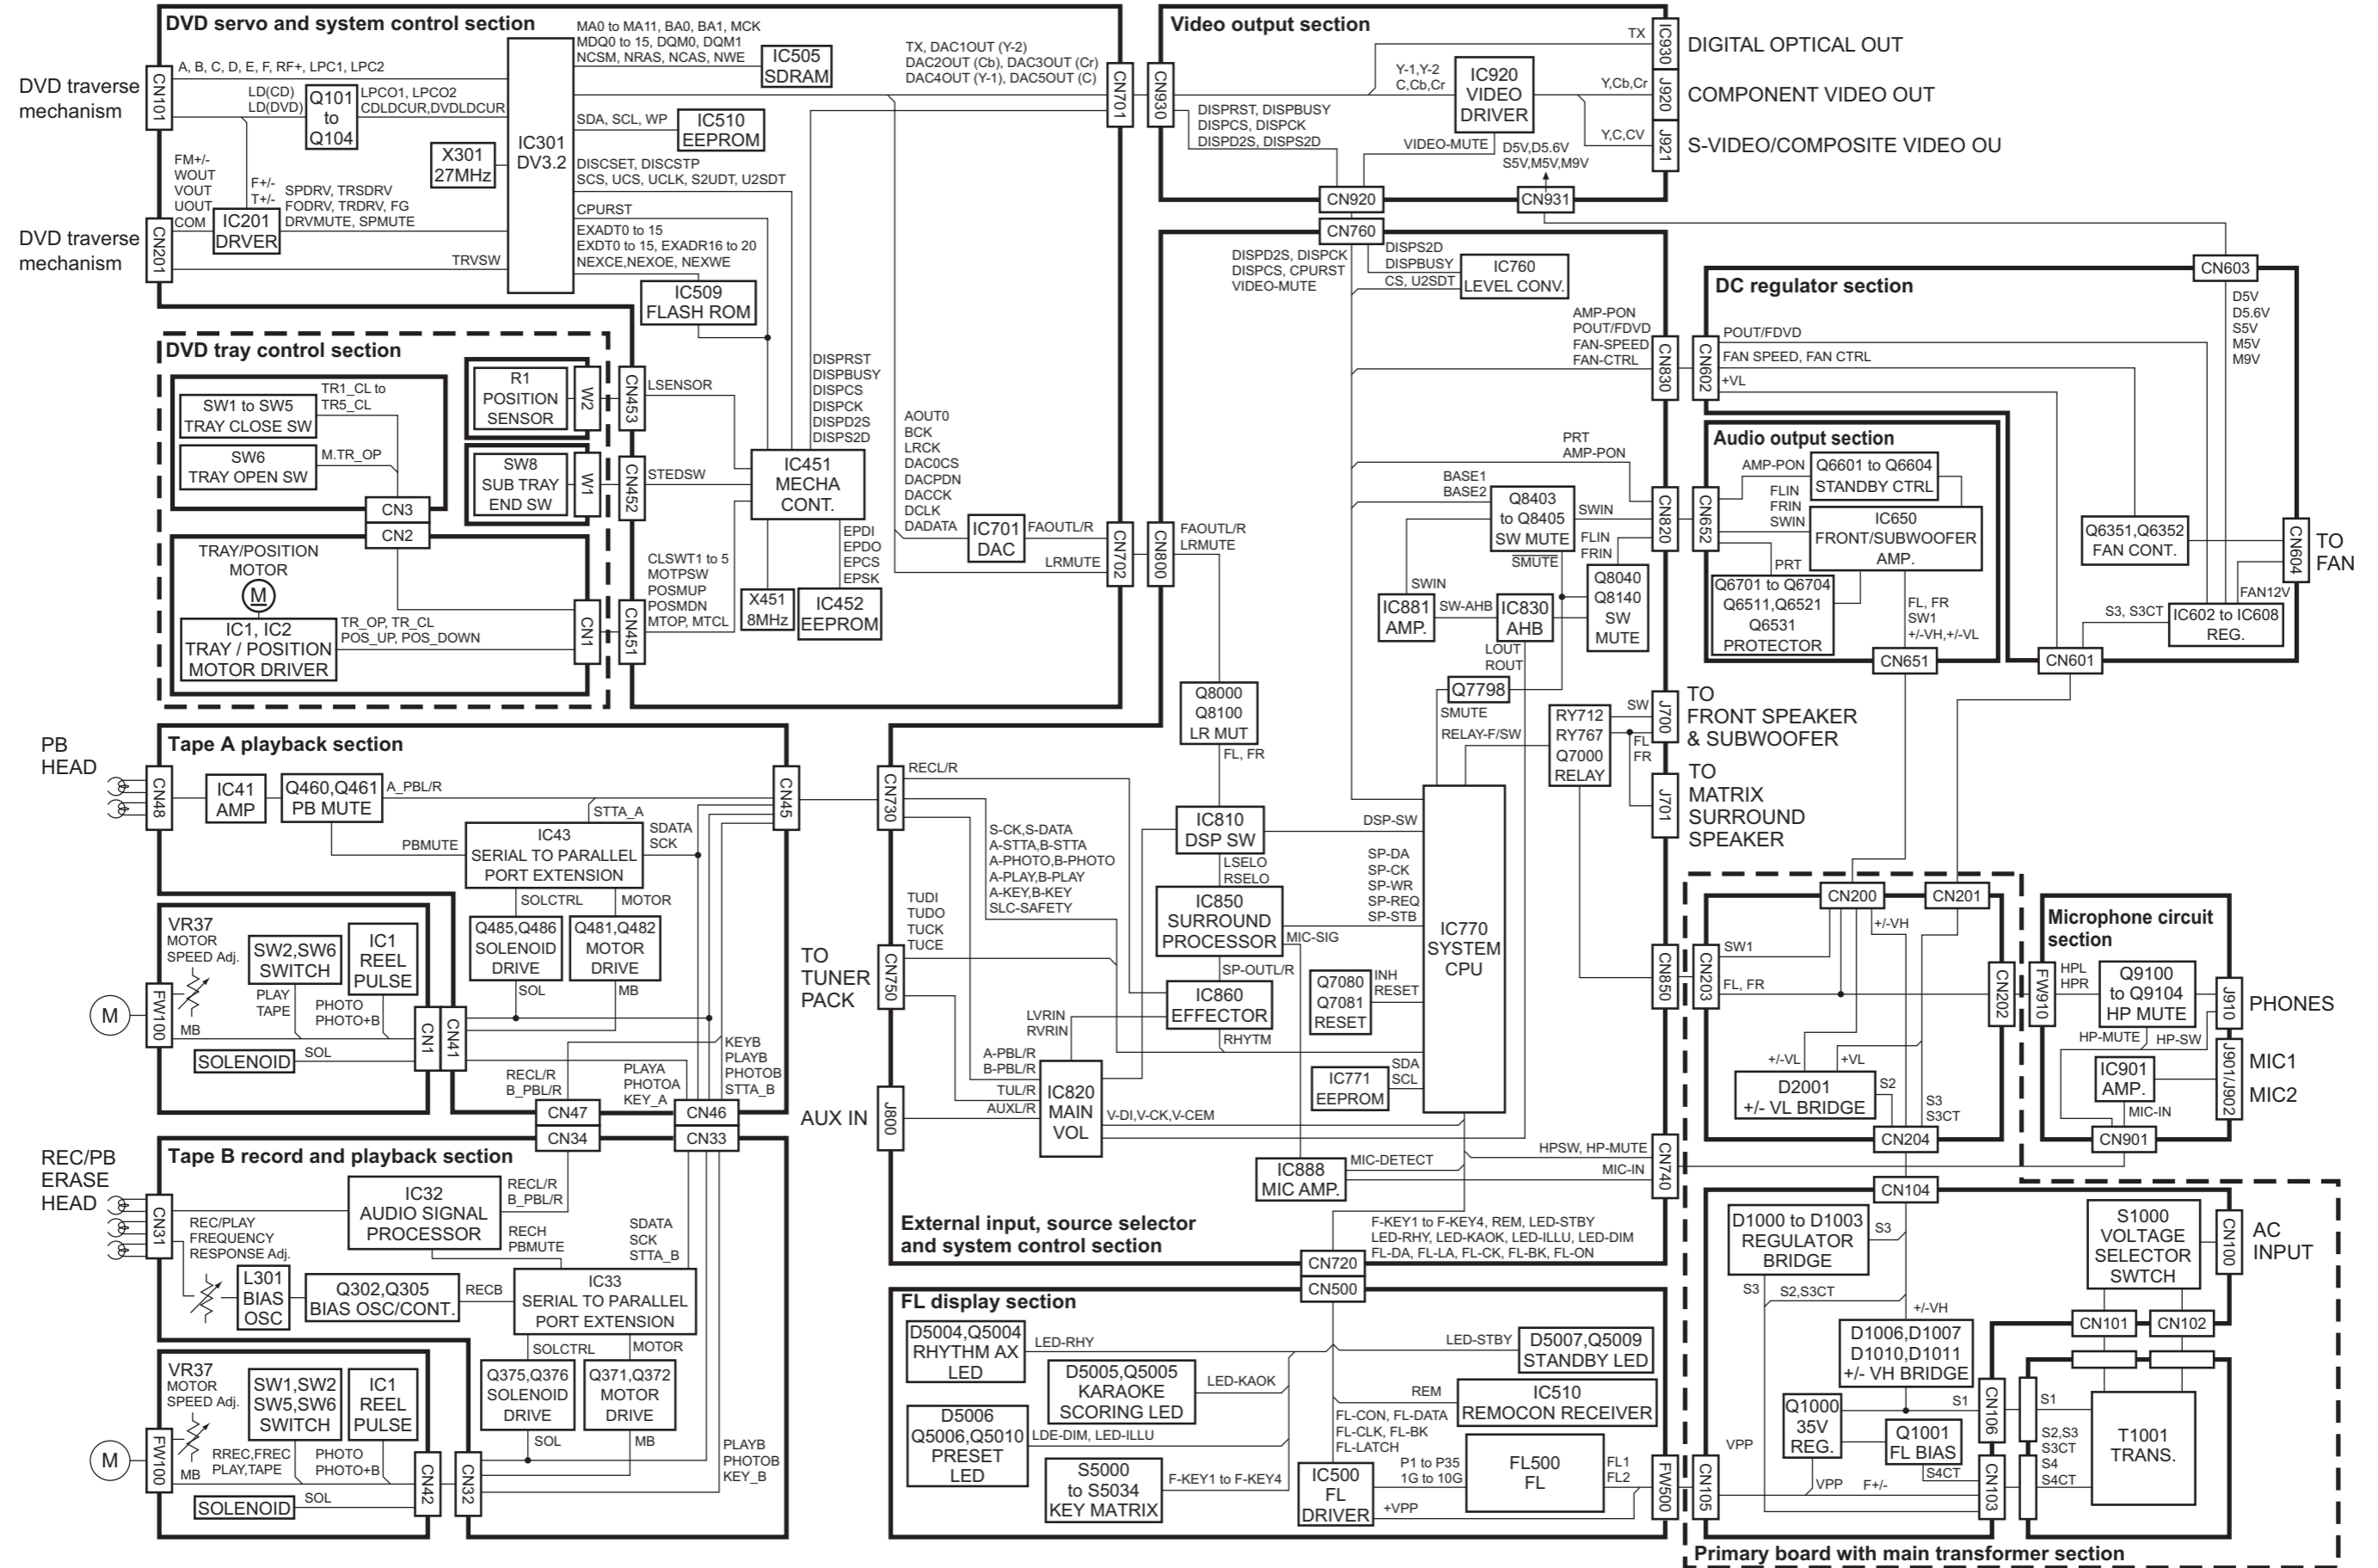 DVD servo and system control section
DVD traverse
mechanism
CN101
A, B, C, D, E, F, RF+, LPC1, LPC2
LD(CD)
LD(DVD)
Q101
to
Q104
LPCO1, LPCO2
CDLDCUR,DVDLDCUR
X301
27MHz
IC301
DV3.2
FM+/-
WOUT
VOUT
UOUT
COM
F+/-
T+/-
IC201
DRVER
SPDRV, TRSDRV
FODRV, TRDRV, FG
DRVMUTE, SPMUTE
DVD traverse
mechanism
CN201
TRVSW
MA0 to MA11, BA0, BA1, MCK
MDQ0 to 15, DQM0, DQM1
NCSM, NRAS, NCAS, NWE
IC505
SDRAM
SDA, SCL, WP
IC510
EEPROM
DISCSET, DISCSTP
SCS, UCS, UCLK, S2UDT, U2SDT
CPURST
EXADT0 to 15
EXDT0 to 15, EXADR16 to 20
NEXCE,NEXOE, NEXWE
IC509
FLASH ROM
TX, DAC1OUT (Y-2)
DAC2OUT (Cb), DAC3OUT (Cr)
DAC4OUT (Y-1), DAC5OUT (C)
CN701
DISPRST
DISPBUSY
DISPCS
DISPCK
DISPD2S
DISPS2D
AOUT0
BCK
LRCK
DAC0CS
DACPDN
DACCK
DCLK
DADATA
IC701
DAC
FAOUTL/R
LRMUTE
CN702
CN453
LSENSOR
CN452
STEDSW
IC451
MECHA
CONT.
EPDI
EPDO
EPCS
EPSK
CLSWT1 to 5
MOTPSW
POSMUP
POSMDN
MTOP, MTCL
CN451
X451
8MHz
IC452
EEPROM
DVD tray control section
SW1 to SW5
TRAY CLOSE SW
TR1_CL to
TR5_CL
SW6
TRAY OPEN SW
M.TR_OP
CN3
CN2
R1
POSITION
SENSOR
W2
SW8
SUB TRAY
END SW
W1
TRAY/POSITION
MOTOR
M
IC1, IC2
TRAY / POSITION
MOTOR DRIVER
TR_OP, TR_CL
POS_UP, POS_DOWN
CN1
Video output section
CN930
TX
IC930
DIGITAL OPTICAL OUT
Y-1,Y-2
C,Cb,Cr
IC920
VIDEO
DRIVER
Y,Cb,Cr
J920
COMPONENT VIDEO OUT
Y,C,CV
J921
S-VIDEO/COMPOSITE VIDEO OU
DISPRST, DISPBUSY
DISPCS, DISPCK
DISPD2S, DISPS2D
VIDEO-MUTE
D5V,D5.6V
S5V,M5V,M9V
CN920
CN931
CN760
DISPD2S, DISPCK
DISPCS, CPURST
VIDEO-MUTE
DISPS2D
DISPBUSY
CS, U2SDT
IC760
LEVEL CONV.
AMP-PON
POUT/FDVD
FAN-SPEED
FAN-CTRL
CN830
PRT
AMP-PON
BASE1
BASE2
Q8403
to Q8405
SW MUTE
SWIN
CN820
FLIN
FRIN
SMUTE
Q8040
Q8140
SW
MUTE
SWIN
IC881
AMP.
SW-AHB
IC830
AHB
LOUT
ROUT
CN800
FAOUTL/R
LRMUTE
Q8000
Q8100
LR MUT
FL, FR
Q7798
SMUTE
RELAY-F/SW
RY712
RY767
Q7000
RELAY
SW
FL
FR
J700
TO
FRONT SPEAKER
& SUBWOOFER
J701
TO
MATRIX
SURROUND
SPEAKER
DC regulator section
CN603
D5V
D5.6V
S5V
M5V
M9V
CN602
POUT/FDVD
FAN SPEED, FAN CTRL
+VL
Q6351,Q6352
FAN CONT.
CN604
TO
FAN
FAN12V
S3, S3CT
IC602 to IC608
REG.
CN601
Audio output section
CN652
AMP-PON
Q6601 to Q6604
STANDBY CTRL
FLIN
FRIN
SWIN
IC650
FRONT/SUBWOOFER
AMP.
PRT
Q6701 to Q6704
Q6511,Q6521
Q6531
PROTECTOR
FL, FR
SW1
+/-VH,+/-VL
CN651
Tape A playback section
PB
HEAD
CN48
IC41
AMP
Q460,Q461
PB MUTE
A_PBL/R
STTA_A
PBMUTE
IC43
SERIAL TO PARALLEL
PORT EXTENSION
SDATA
SCK
CN45
SOLCTRL
MOTOR
Q485,Q486
SOLENOID
DRIVE
Q481,Q482
MOTOR
DRIVE
SOL
MB
VR37
MOTOR
SPEED Adj.
SW2,SW6
SWITCH
IC1
REEL
PULSE
PLAY
TAPE
PHOTO
PHOTO+B
M
FW100
MB
SOLENOID
SOL
CN1
CN41
RECL/R
B_PBL/R
PLAYA
PHOTOA
KEY_A
KEYB
PLAYB
PHOTOB
STTA_B
CN47
CN46
CN34
CN33
Tape B record and playback section
REC/PB
ERASE
HEAD
CN31
IC32
AUDIO SIGNAL
PROCESSOR
RECL/R
B_PBL/R
RECH
PBMUTE
SDATA
SCK
STTA_B
REC/PLAY
FREQUENCY
RESPONSE Adj.
L301
BIAS
OSC
Q302,Q305
BIAS OSC/CONT.
RECB
IC33
SERIAL TO PARALLEL
PORT EXTENSION
SOLCTRL
MOTOR
Q375,Q376
SOLENOID
DRIVE
Q371,Q372
MOTOR
DRIVE
SOL
MB
PLAYB
PHOTOB
KEY_B
VR37
MOTOR
SPEED Adj.
SW1,SW2
SW5,SW6
SWITCH
IC1
REEL
PULSE
RREC,FREC
PLAY,TAPE
PHOTO
PHOTO+B
M
FW100
MB
SOLENOID
SOL
CN42
CN32
CN730
RECL/R
S-CK,S-DATA
A-STTA,B-STTA
A-PHOTO,B-PHOTO
A-PLAY,B-PLAY
A-KEY,B-KEY
SLC-SAFETY
TUDI
TUDO
TUCK
TUCE
TO
TUNER
PACK
CN750
AUX IN
J800
LVRIN
RVRIN
A-PBL/R
B-PBL/R
TUL/R
AUXL/R
IC820
MAIN
VOL
V-DI,V-CK,V-CEM
IC810
DSP SW
DSP-SW
LSELO
RSELO
IC850
SURROUND
PROCESSOR
MIC-SIG
SP-DA
SP-CK
SP-WR
SP-REQ
SP-STB
SP-OUTL/R
IC860
EFFECTOR
RHYTM
Q7080
Q7081
RESET
INH
RESET
IC770
SYSTEM
CPU
IC771
EEPROM
SDA
SCL
IC888
MIC AMP.
MIC-DETECT
HPSW, HP-MUTE
MIC-IN
CN740
CN850
External input, source selector
and system control section
F-KEY1 to F-KEY4, REM, LED-STBY
LED-RHY, LED-KAOK, LED-ILLU, LED-DIM
FL-DA, FL-LA, FL-CK, FL-BK, FL-ON
CN720
CN500
FL display section
D5004,Q5004
RHYTHM AX
LED
LED-RHY
D5005,Q5005
KARAOKE
SCORING LED
LED-KAOK
D5006
Q5006,Q5010
PRESET
LED
LDE-DIM, LED-ILLU
S5000
to S5034
KEY MATRIX
F-KEY1 to F-KEY4
LED-STBY
D5007,Q5009
STANDBY LED
REM
IC510
REMOCON RECEIVER
FL-CON, FL-DATA
FL-CLK, FL-BK
FL-LATCH
IC500
FL
DRIVER
P1 to P35
1G to 10G
+VPP
FL500
FL
FL1
FL2
FW500
CN200
CN201
+/-VH
CN203
SW1
FL, FR
CN202
+/-VL
+VL
D2001
+/- VL BRIDGE
S2
S3
S3CT
CN204
Microphone circuit
section
FW910
HPL
HPR
Q9100
to Q9104
HP MUTE
J910
PHONES
HP-MUTE
HP-SW
IC901
AMP.
MIC-IN
J901/J902
MIC1
MIC2
CN901
CN104
D1000 to D1003
REGULATOR
BRIDGE
S3
S1000
VOLTAGE
SELECTOR
SWTCH
CN100
AC
INPUT
S3
S2,S3CT
+/-VH
D1006,D1007
D1010,D1011
+/- VH BRIDGE
CN101
CN102
Q1000
35V
REG.
S1
Q1001
FL BIAS
CN106
S1
S2,S3
S3CT
S4
S4CT
T1001
TRANS.
VPP
VPP
F+/-
S4CT
CN103
CN105
Primary board with main transformer section